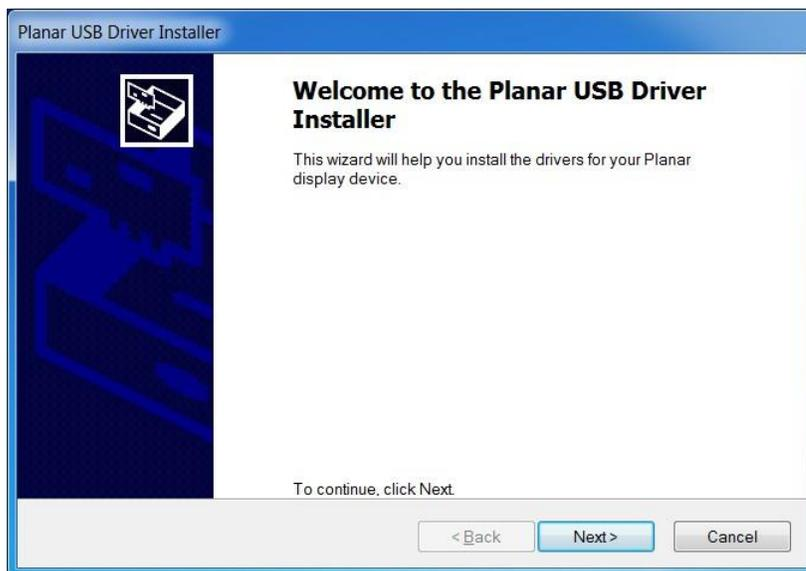 Planar USB Driver Installer
Welcome to the Planar USB Driver
Installer
This wizard will help you install the drivers for your Planar
display device.
To continue, click Next.
< Back
Next >
Cancel